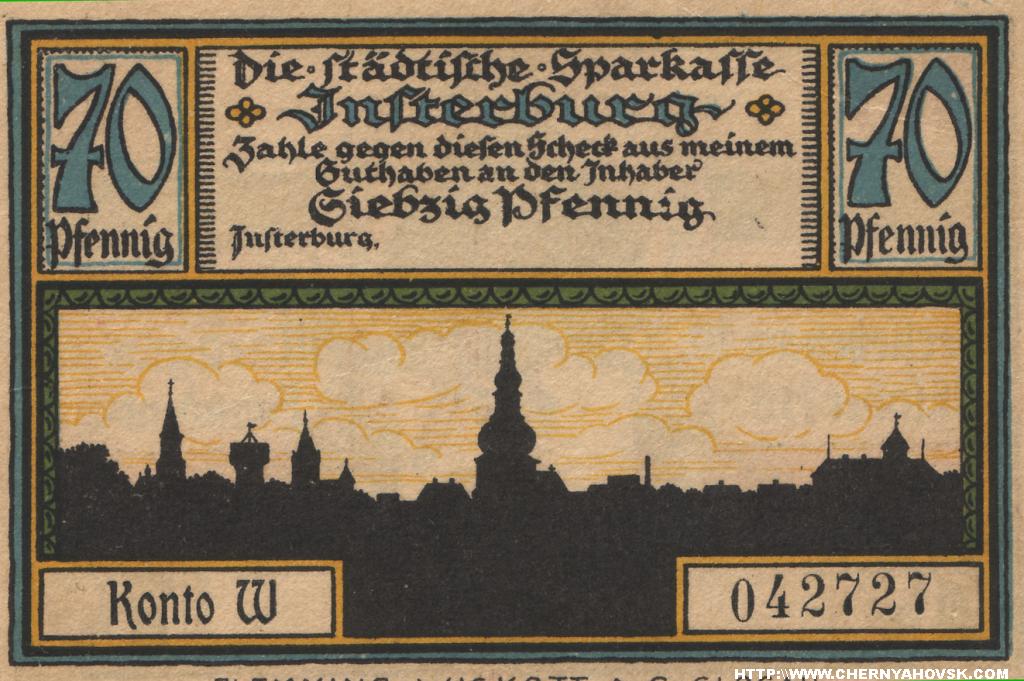 70
Pfennig
Die·städtische·Sparkasse
Insterburg
Zahle gegen diesen Scheck aus meinem
Guthaben an den Inhaber
Siebzig Pfennig
Insterburg,
70
Pfennig
Konto W
042727
HTTP:\\WWW.CHERNYAHOVSK.COM